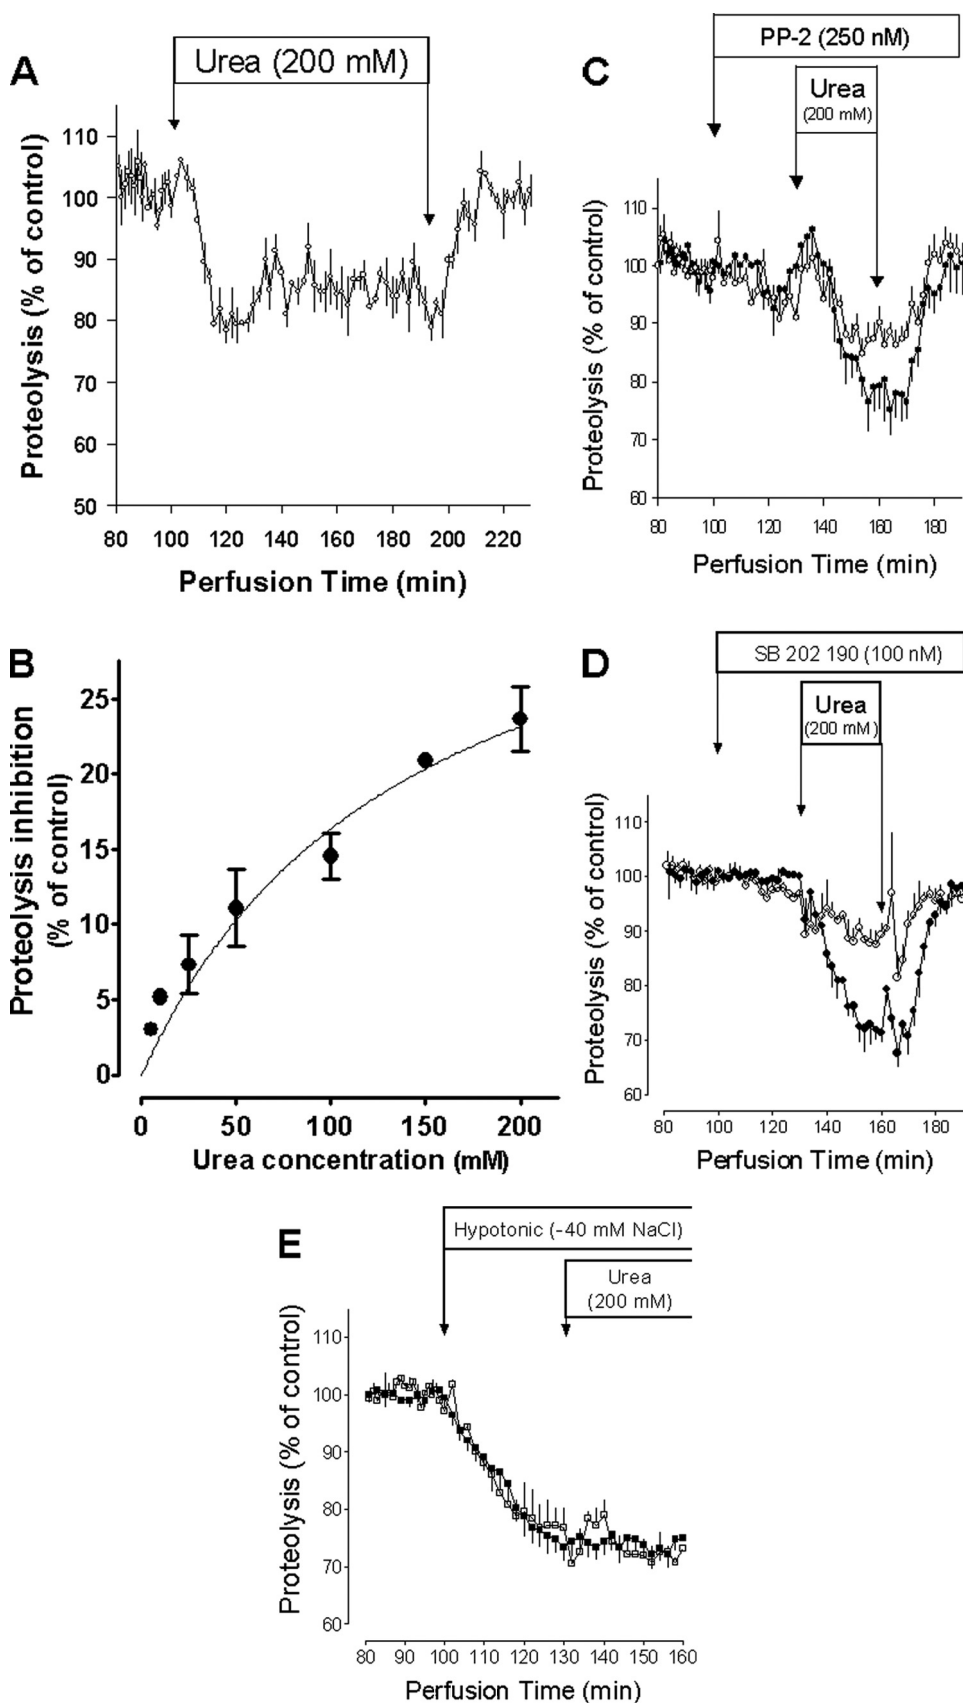 A
Urea (200 mM)
Proteolysis (% of control)
110
100
90
80
70
60
50
80 100 120 140 160 180 200 220
Perfusion Time (min)
C
PP-2 (250 nM)
Urea
(200 mM)
Proteolysis (% of control)
110
100
90
80
70
60
80 100 120 140 160 180
Perfusion Time (min)
B
Proteolysis inhibition
(% of control)
25
20
15
10
5
0
0 50 100 150 200
Urea concentration (mM)
D
SB 202 190 (100 nM)
Urea
(200 mM)
Proteolysis (% of control)
110
100
90
80
70
60
80 100 120 140 160 180
Perfusion Time (min)
E
Hypotonic (-40 mM NaCl)
Urea
(200 mM)
Proteolysis (% of control)
110
100
90
80
70
60
80 90 100 110 120 130 140 150 160
Perfusion Time (min)